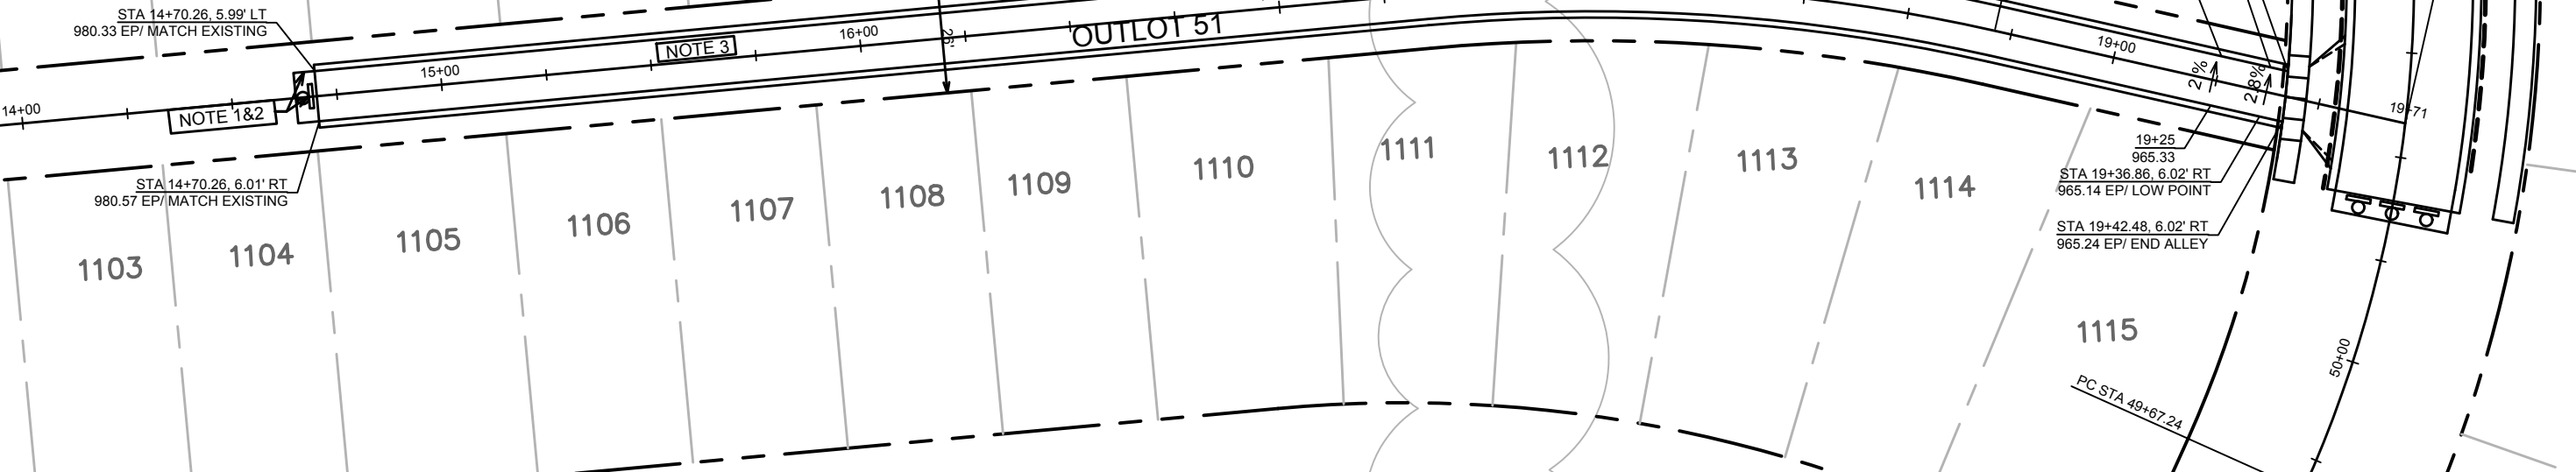 STA 14+70.26, 5.99' LT
980.33 EP/ MATCH EXISTING
14+00
NOTE 1&2
15+00
NOTE 3
16+00
26'
OUTLOT 51
19+00
2%
2.8%
19+71
STA 14+70.26, 6.01' RT
980.57 EP/ MATCH EXISTING
19+25
965.33
STA 19+36.86, 6.02' RT
965.14 EP/ LOW POINT
STA 19+42.48, 6.02' RT
965.24 EP/ END ALLEY
1103
1104
1105
1106
1107
1108
1109
1110
1111
1112
1113
1114
1115
50+00
PC STA 49+67.24